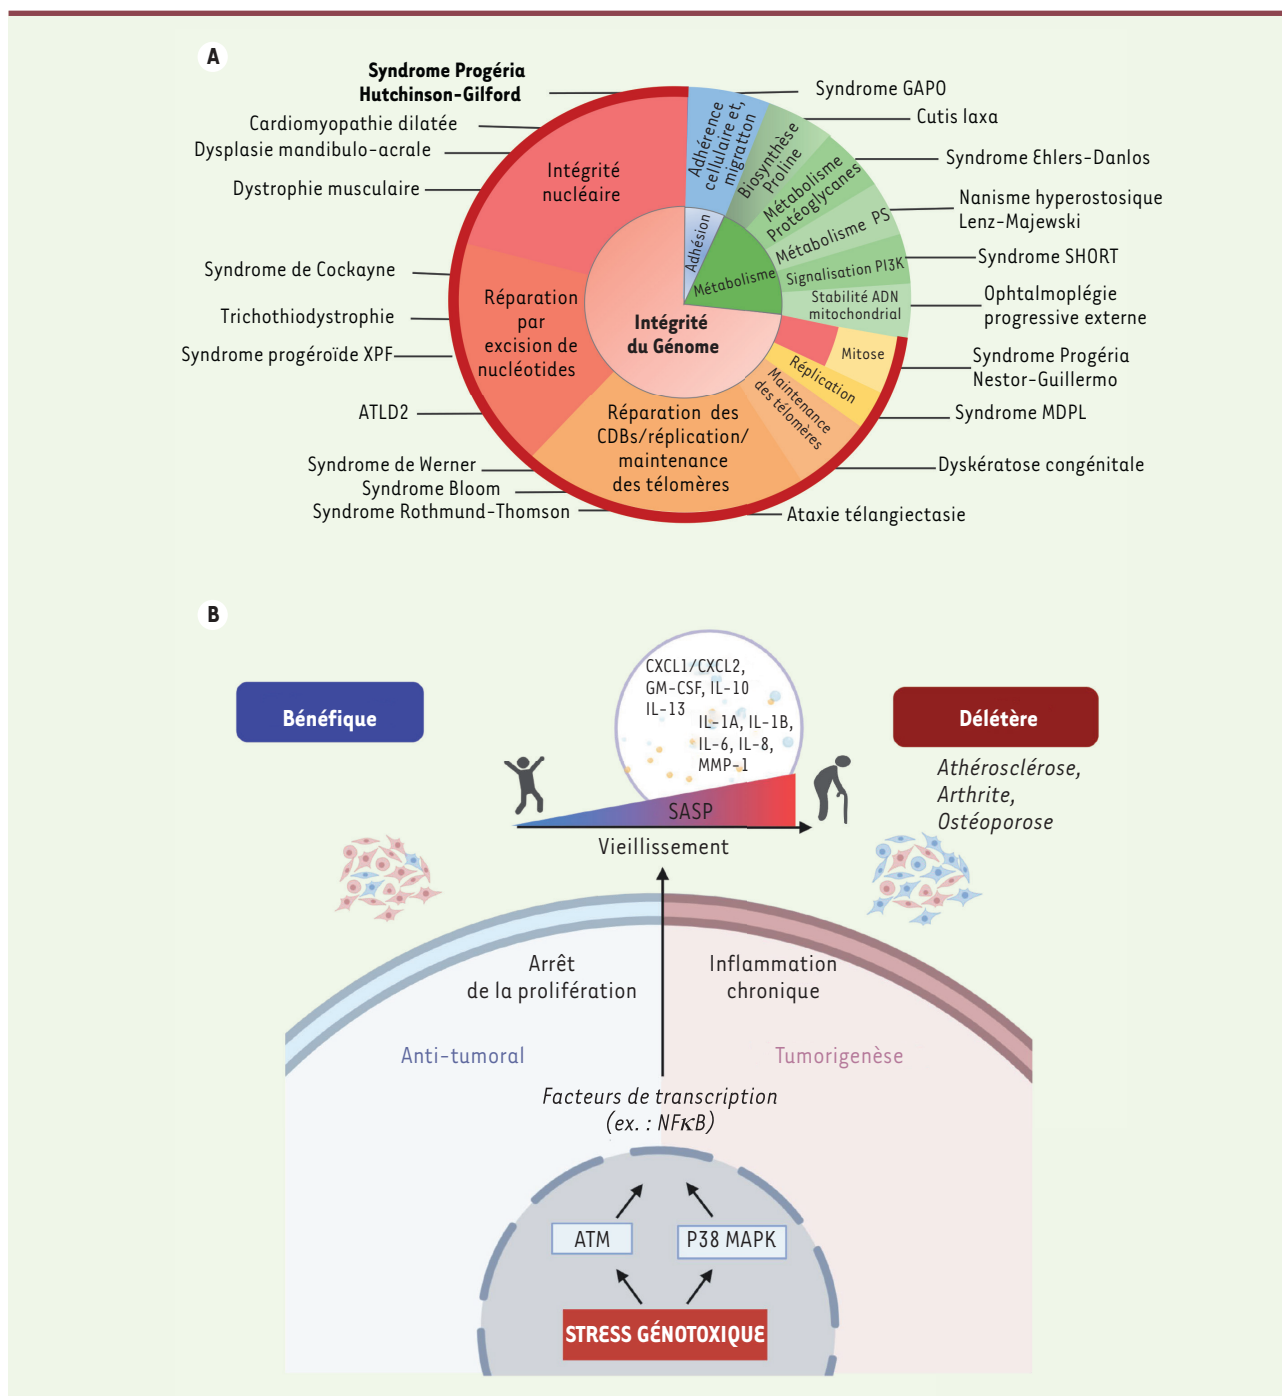 A
Syndrome Progéria
Hutchinson-Gilford
Cardiomyopathie dilatée
Dysplasie mandibulo-acrale
Dystrophie musculaire
Syndrome de Cockayne
Trichothiodystrophie
Syndrome progéroïde XPF
ATLD2
Syndrome de Werner
Syndrome Bloom
Syndrome Rothmund-Thomson
Syndrome GAPO
Cutis laxa
Syndrome Ehlers-Danlos
Nanisme hyperostosique
Lenz-Majewski
Syndrome SHORT
Ophtalmoplégie
progressive externe
Syndrome Progéria
Nestor-Guillermo
Syndrome MDPL
Dyskératose congénitale
Ataxie télangiectasie
Intégrité
nucléaire
Réparation
par
excision de
nucléotides
Réparation des
CDBs/réplication/
maintenance
des télomères
Maintenance
des télomères
Réplication
Mitose
Stabilité ADN
mitochondrial
Signalisation PI3K
Métabolisme PS
Métabolisme
Protéoglycanes
Biosynthèse
Proline
Adhérence
cellulaire et,
migratton
Adhésion
Métabolisme
Intégrité
du Génome
B
Bénéfique
CXCL1/CXCL2,
GM-CSF, IL-10
IL-13
IL-1A, IL-1B,
IL-6, IL-8,
MMP-1
SASP
Vieillissement
Délétère
Athérosclérose,
Arthrite,
Ostéoporose
Arrêt
de la prolifération
Inflammation
chronique
Anti-tumoral
Tumorigenèse
Facteurs de transcription
(ex. : NFκB)
ATM
P38 MAPK
STRESS GÉNOTOXIQUE